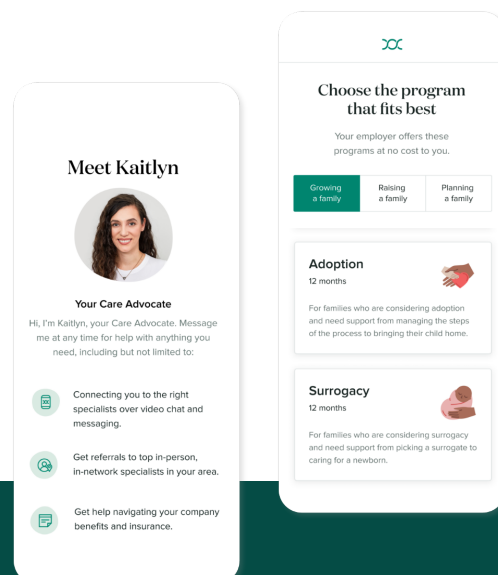 Meet Kaitlyn
Your Care Advocate
Hi, I'm Kaitlyn, your Care Advocate. Message
me at any time for help with anything you
need, including but not limited to:
Connecting you to the right
specialists over video chat and
messaging.
Get referrals to top in-person,
in-network specialists in your area.
Get help navigating your company
benefits and insurance.
Choose the program
that fits best
Your employer offers these
programs at no cost to you.
Growing
a family
Raising
a family
Planning
a family
Adoption
12 months
For families who are considering adoption
and need support from managing the steps
of the process to bringing their child home.
Surrogacy
12 months
For families who are considering surrogacy
and need support from picking a surrogate to
caring for a newborn.